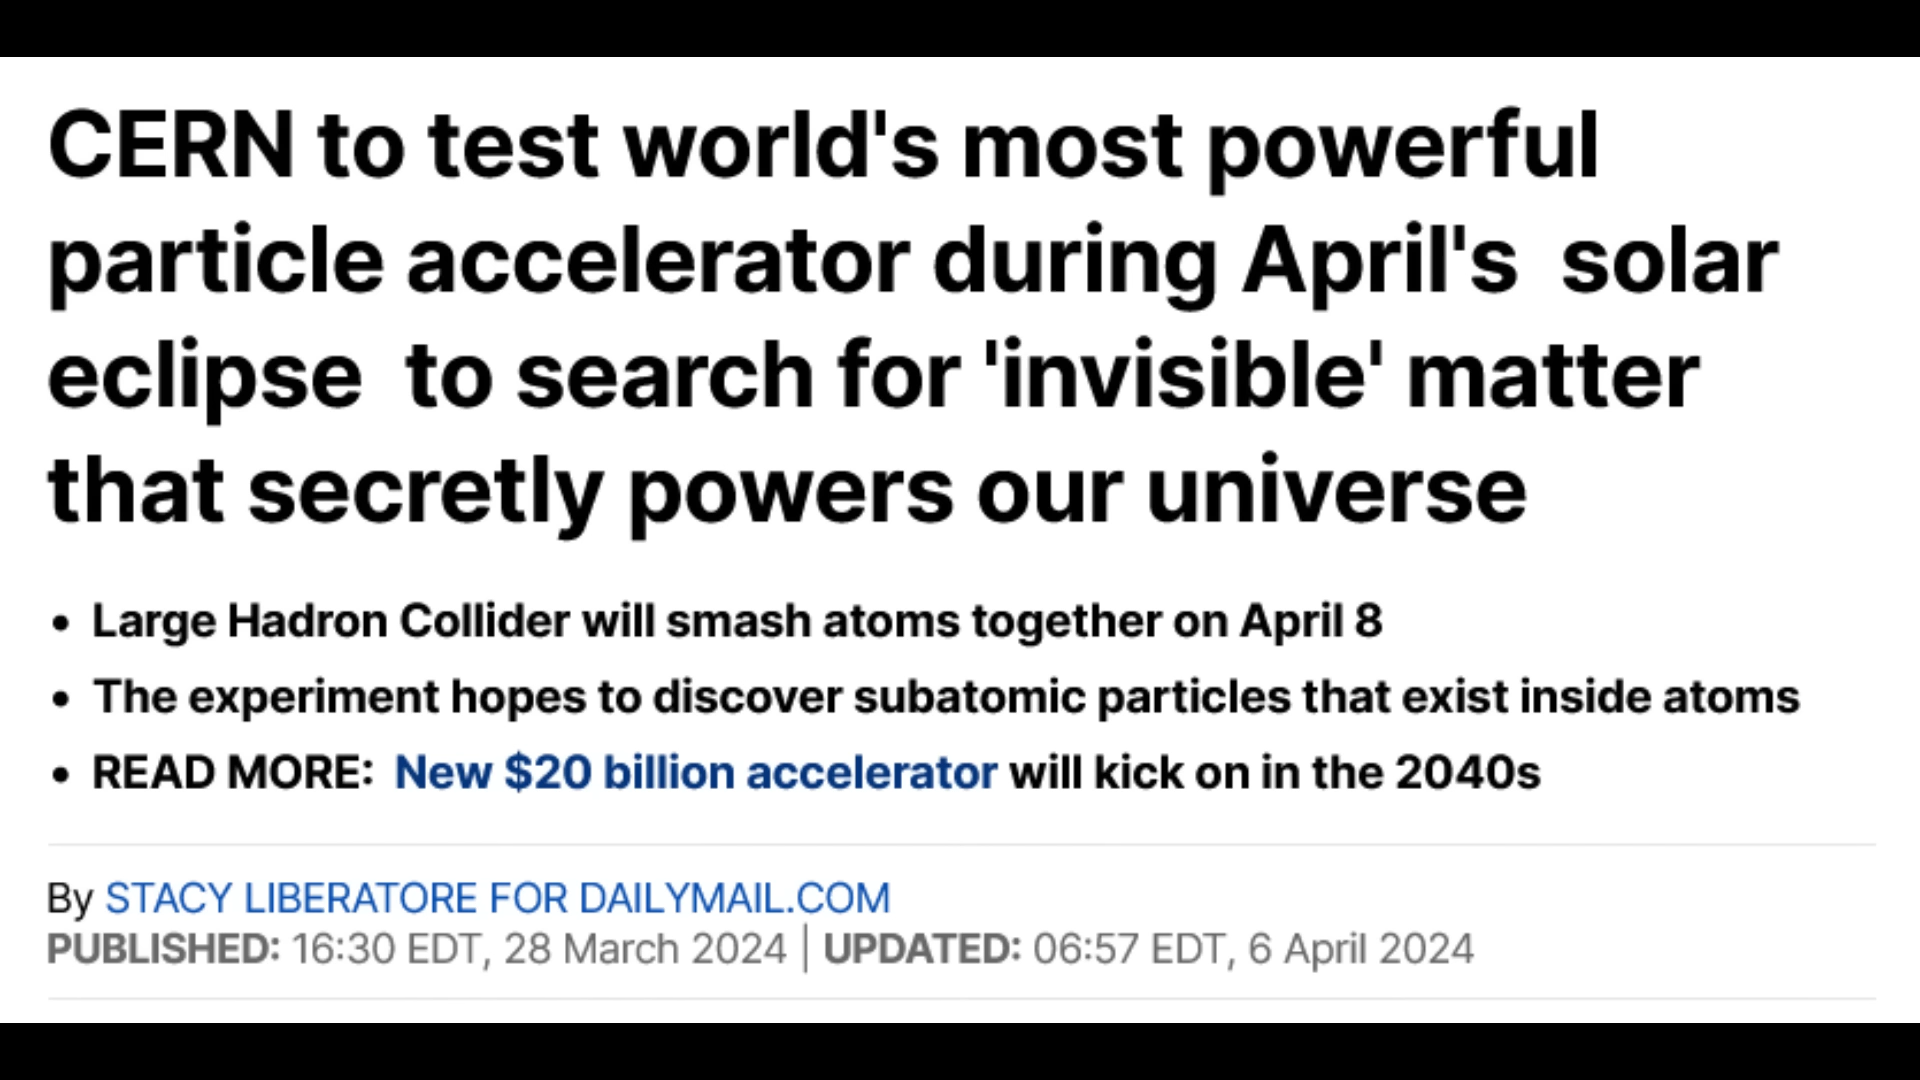 CERN to test world's most powerful
particle accelerator during April's  solar
eclipse  to search for 'invisible' matter
that secretly powers our universe
• Large Hadron Collider will smash atoms together on April 8
• The experiment hopes to discover subatomic particles that exist inside atoms
• READ MORE:  New $20 billion accelerator will kick on in the 2040s
By STACY LIBERATORE FOR DAILYMAIL.COM
PUBLISHED: 16:30 EDT, 28 March 2024 | UPDATED: 06:57 EDT, 6 April 2024